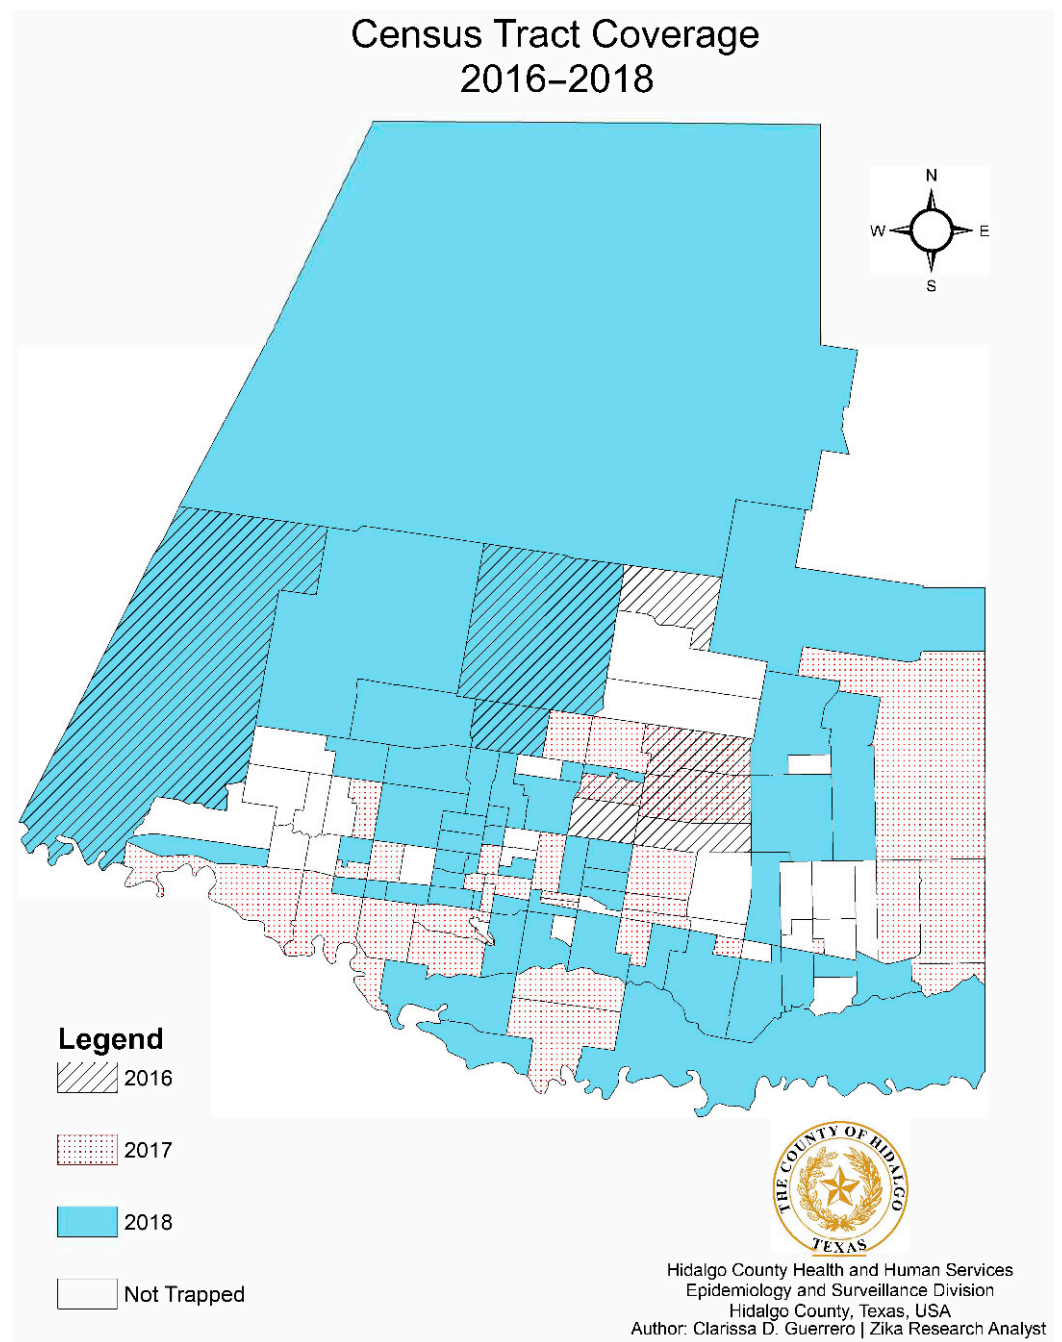 Census Tract Coverage
2016–2018
N
W
E
S
Legend
2016
2017
2018
Not Trapped
THE COUNTY OF HIDALGO
TEXAS
Hidalgo County Health and Human Services
Epidemiology and Surveillance Division
Hidalgo County, Texas, USA
Author: Clarissa D. Guerrero | Zika Research Analyst